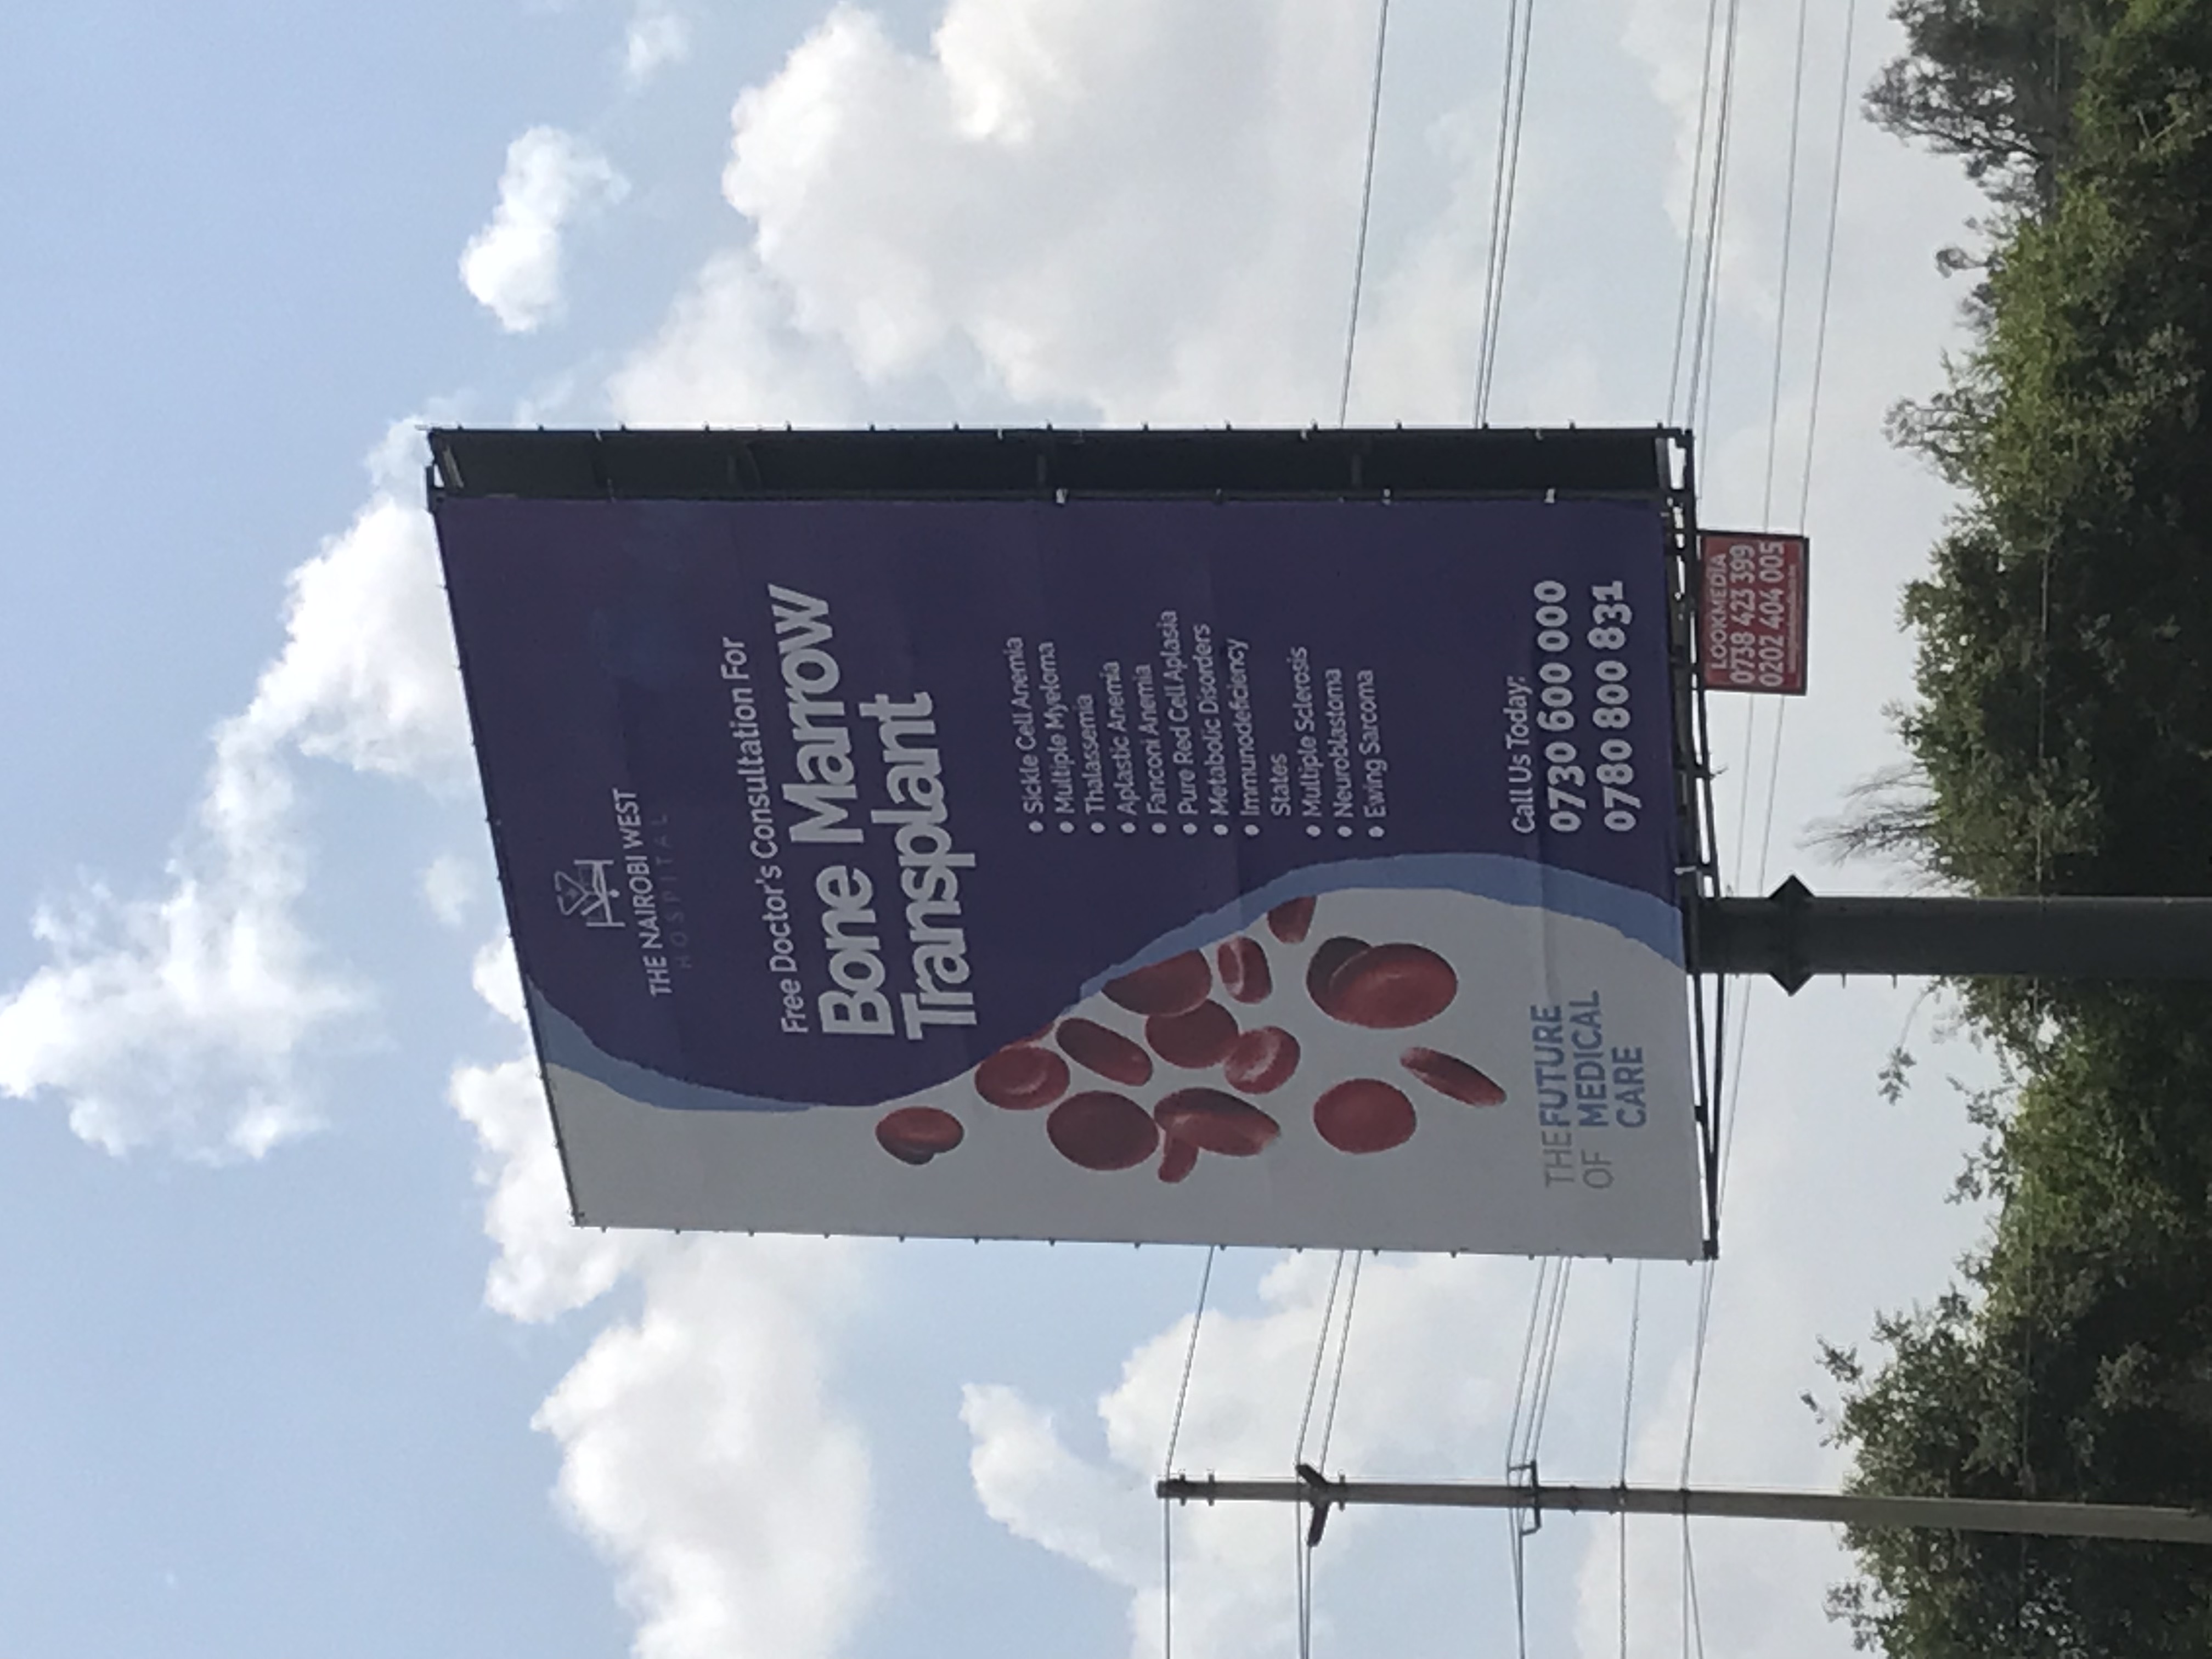 THE NAIROBI WEST
HOSPITAL
Free Doctor's Consultation For
Bone Marrow
Transplant
• Sickle Cell Anemia
• Multiple Myeloma
• Thalassemia
• Aplastic Anemia
• Fanconi Anemia
• Pure Red Cell Aplasia
• Metabolic Disorders
• Immunodeficiency
States
• Multiple Sclerosis
• Neuroblastoma
• Ewing Sarcoma
THE FUTURE
OF MEDICAL
CARE
Call Us Today:
0730 600 000
0780 800 831
LOOKMEDIA
0738 423 399
0202 404 005